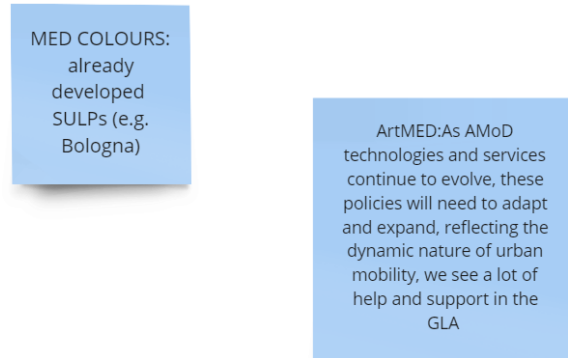 MED COLOURS:
already
developed
SULPs (e.g.
Bologna)
ArtMED:As AMoD
technologies and services
continue to evolve, these
policies will need to adapt
and expand, reflecting the
dynamic nature of urban
mobility, we see a lot of
help and support in the
GLA